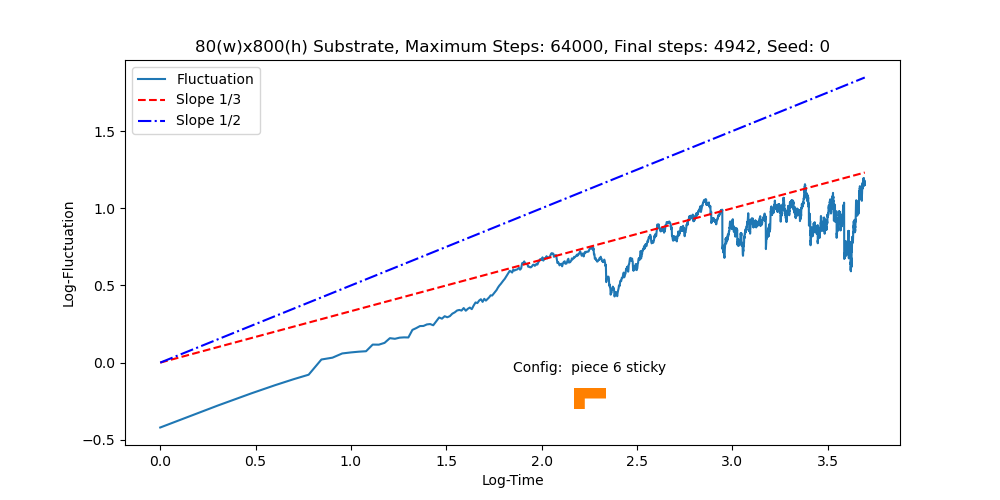 80(w)x800(h) Substrate, Maximum Steps: 64000, Final steps: 4942, Seed: 0
Fluctuation
Slope 1/3
Slope 1/2
Log-Fluctuation
1.5
1.0
0.5
0.0
−0.5
Config:  piece 6 sticky
0.0 0.5 1.0 1.5 2.0 2.5 3.0 3.5
Log-Time